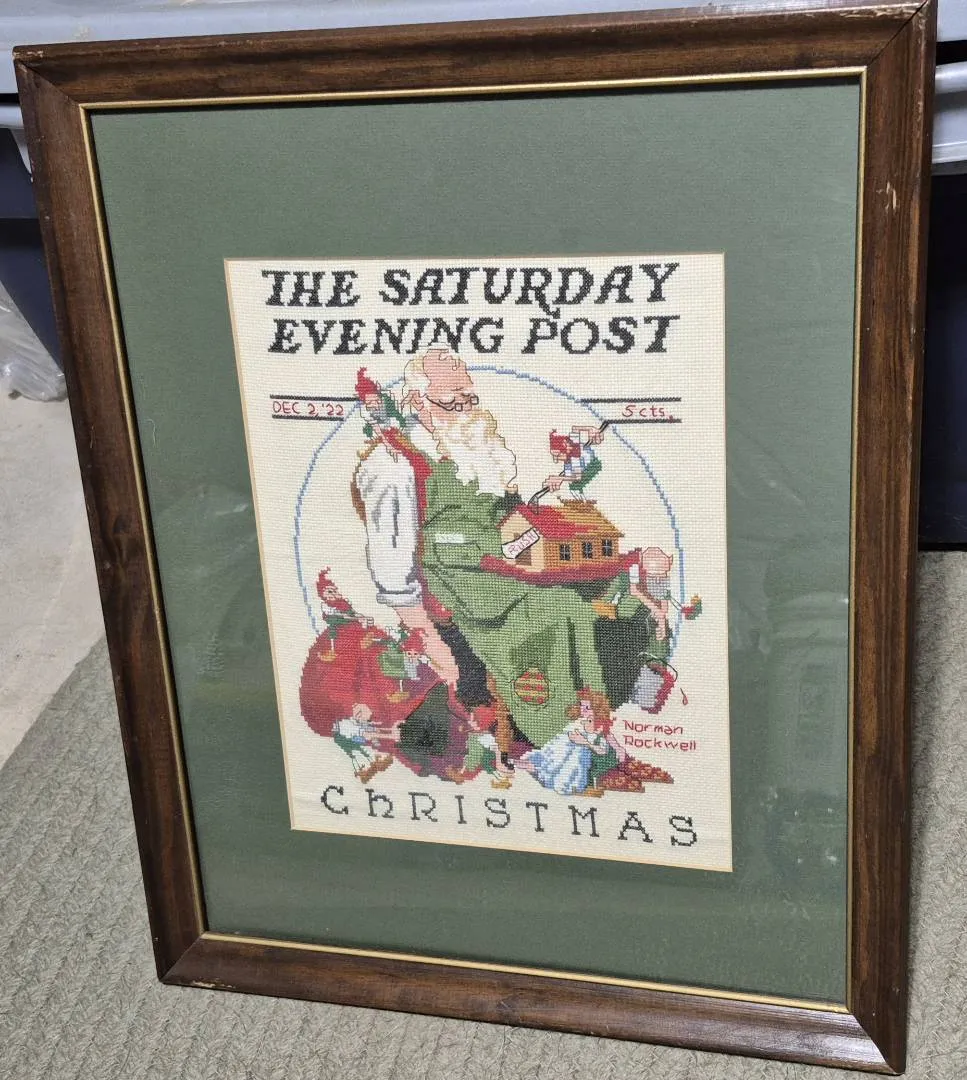 THE SATURDAY
EVENING POST
DEC 2, '22
5 cts.
Norman
Rockwell
ChRISTMAS